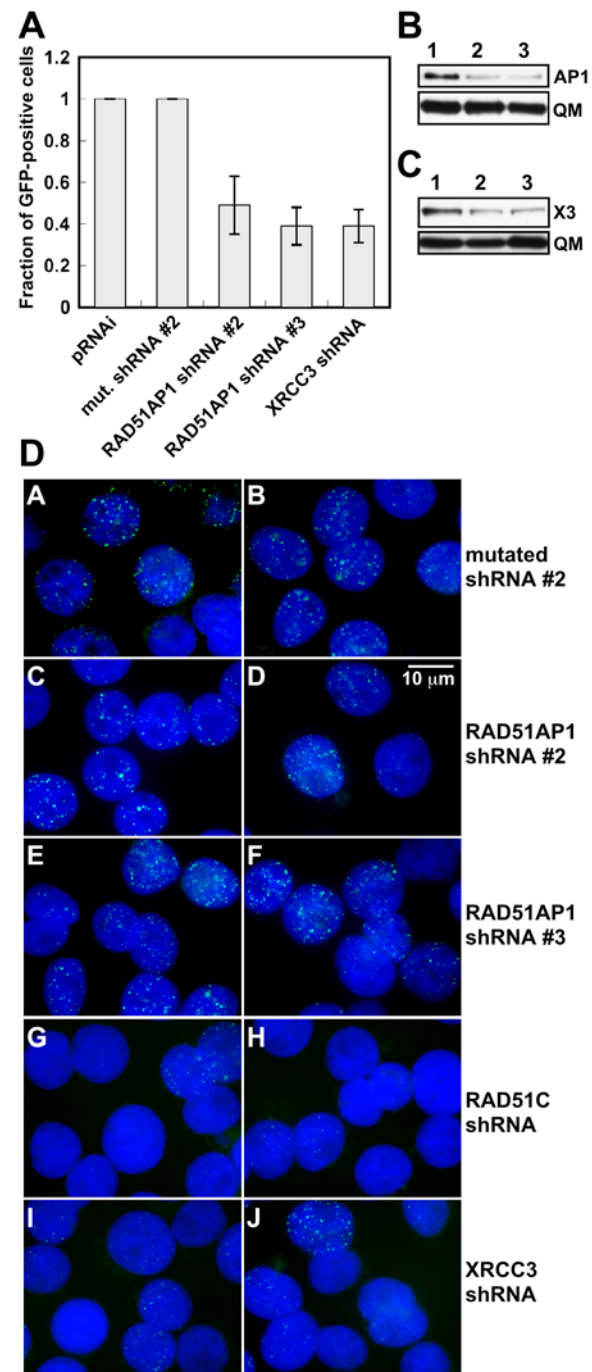 A
1.2
1
0.8
0.6
0.4
0.2
0
Fraction of GFP-positive cells
pRNAi
mut. shRNA #2
RAD51AP1 shRNA #2
RAD51AP1 shRNA #3
XRCC3 shRNA
B
1 2 3
AP1
QM
C
1 2 3
X3
QM
D
A B
mutated
shRNA #2
C D
10 μm
RAD51AP1
shRNA #2
E F
RAD51AP1
shRNA #3
G H
RAD51C
shRNA
I J
XRCC3
shRNA